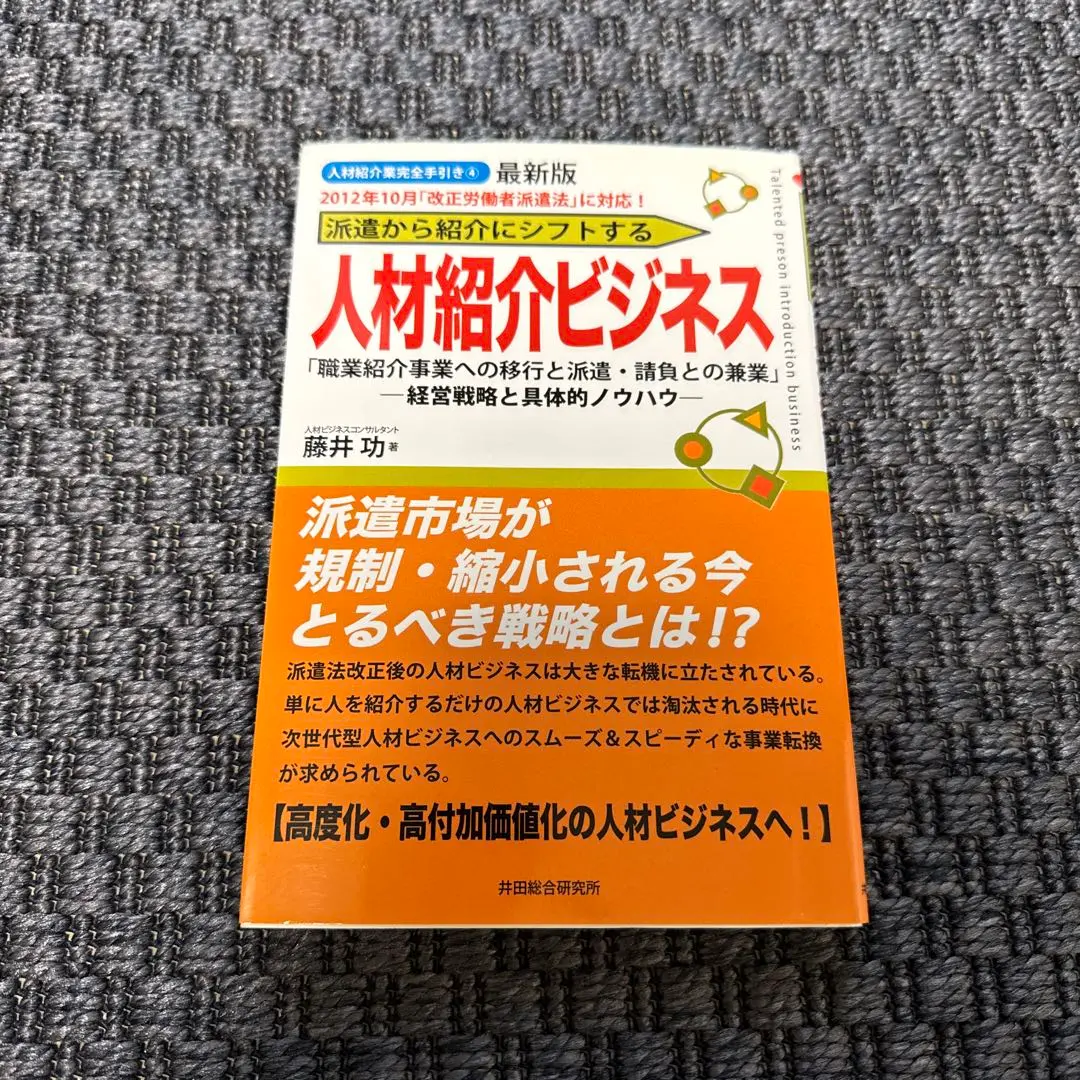 人材紹介業完全手引き④ 最新版
2012年10月「改正労働者派遣法」に対応！
派遣から紹介にシフトする
人材紹介ビジネス
「職業紹介事業への移行と派遣・請負との兼業」
―経営戦略と具体的ノウハウ―
人材ビジネスコンサルタント
藤井 功 著
Talented preson introduction business
派遣市場が
規制・縮小される今
とるべき戦略とは!?
派遣法改正後の人材ビジネスは大きな転機に立たされている。
単に人を紹介するだけの人材ビジネスでは淘汰される時代に
次世代型人材ビジネスへのスムーズ＆スピーディな事業転換
が求められている。
【高度化・高付加価値化の人材ビジネスへ！】
井田総合研究所